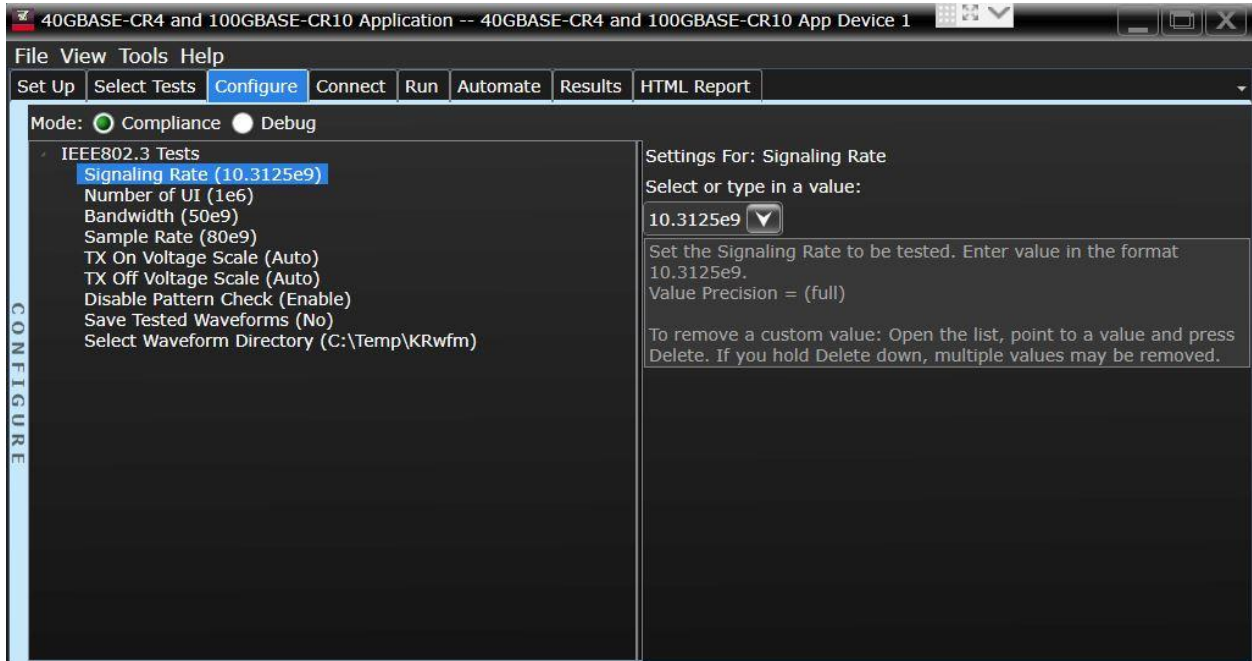 40GBASE-CR4 and 100GBASE-CR10 Application -- 40GBASE-CR4 and 100GBASE-CR10 App Device 1
File View Tools Help
Set Up Select Tests Configure Connect Run Automate Results HTML Report
Mode: Compliance Debug
IEEE802.3 Tests
Signaling Rate (10.3125e9)
Number of UI (1e6)
Bandwidth (50e9)
Sample Rate (80e9)
TX On Voltage Scale (Auto)
TX Off Voltage Scale (Auto)
Disable Pattern Check (Enable)
Save Tested Waveforms (No)
Select Waveform Directory (C:\Temp\KRwfm)
CONFIGURE
Settings For: Signaling Rate
Select or type in a value:
10.3125e9
Set the Signaling Rate to be tested. Enter value in the format
10.3125e9.
Value Precision = (full)
To remove a custom value: Open the list, point to a value and press
Delete. If you hold Delete down, multiple values may be removed.